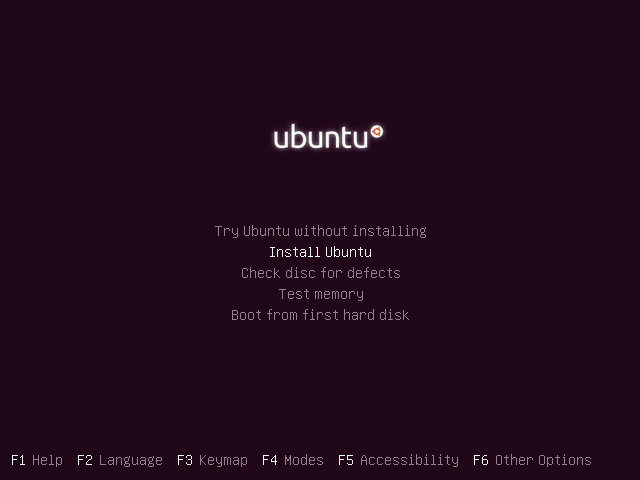 ubuntu
Try Ubuntu without installing
Install Ubuntu
Check disc for defects
Test memory
Boot from first hard disk
F1 Help F2 Language F3 Keymap F4 Modes F5 Accessibility F6 Other Options